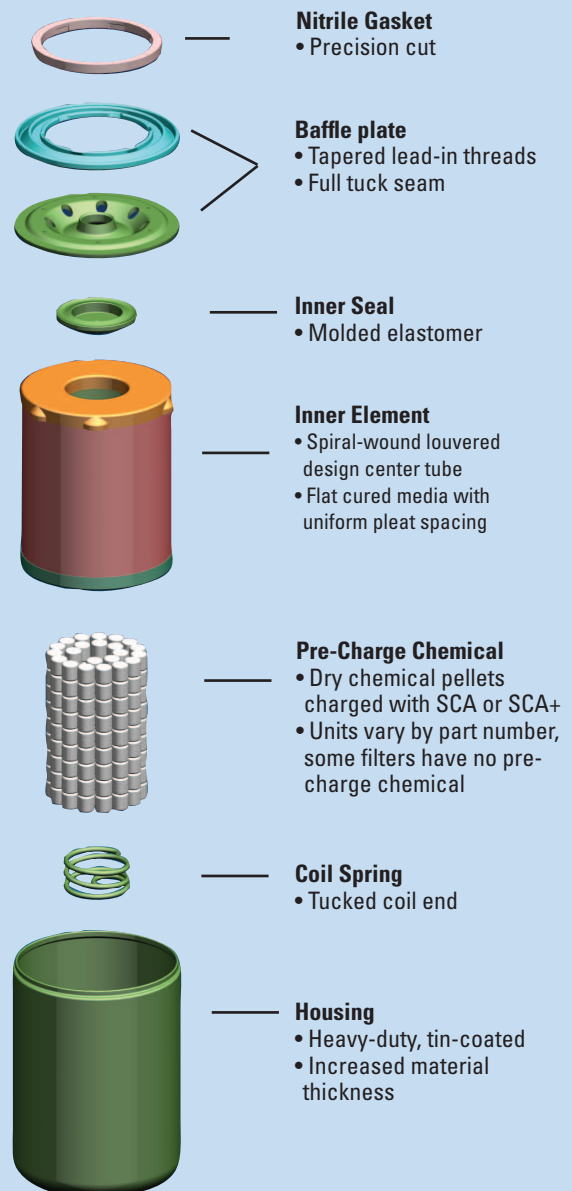 Nitrile Gasket
• Precision cut
Baffle plate
• Tapered lead-in threads
• Full tuck seam
Inner Seal
• Molded elastomer
Inner Element
• Spiral-wound louvered
design center tube
• Flat cured media with
uniform pleat spacing
Pre-Charge Chemical
• Dry chemical pellets
charged with SCA or SCA+
• Units vary by part number,
some filters have no pre-
charge chemical
Coil Spring
• Tucked coil end
Housing
• Heavy-duty, tin-coated
• Increased material
thickness